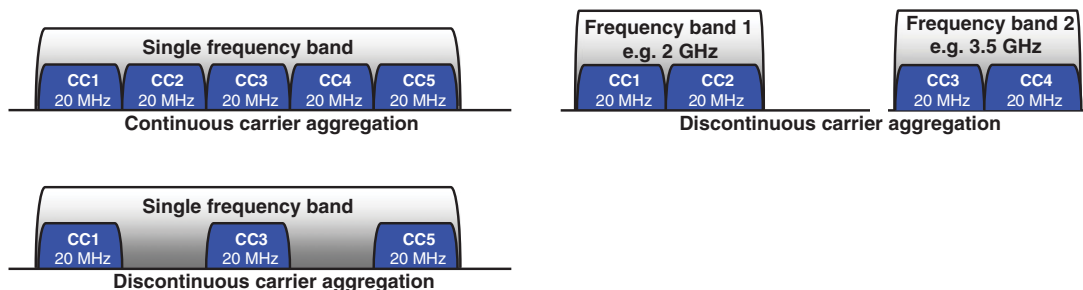 Single frequency band
CC1 CC2 CC3 CC4 CC5
20 MHz 20 MHz 20 MHz 20 MHz 20 MHz
Continuous carrier aggregation
Frequency band 1
e.g. 2 GHz
CC1 CC2
20 MHz 20 MHz
Frequency band 2
e.g. 3.5 GHz
CC3 CC4
20 MHz 20 MHz
Discontinuous carrier aggregation
Single frequency band
CC1 CC3 CC5
20 MHz 20 MHz 20 MHz
Discontinuous carrier aggregation